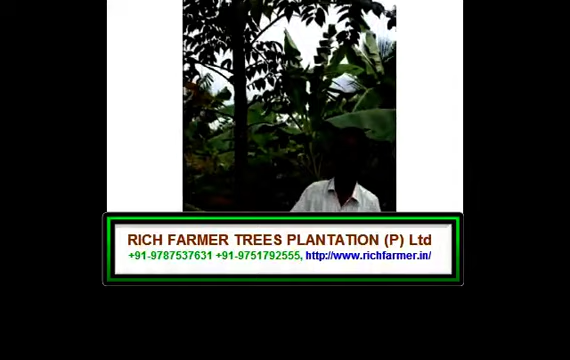 RICH FARMER TREES PLANTATION (P) Ltd
+91-9787537631 +91-9751792555, http://www.richfarmer.in/